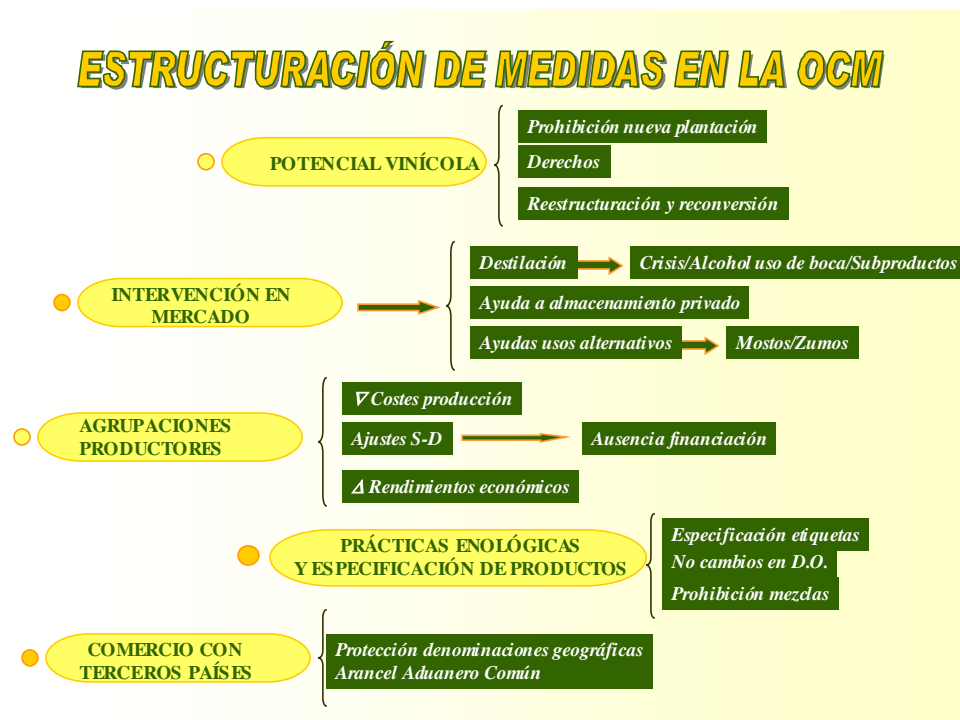 ESTRUCTURACIÓN DE MEDIDAS EN LA OCM
POTENCIAL VINÍCOLA
Prohibición nueva plantación
Derechos
Reestructuración y reconversión
INTERVENCIÓN EN
MERCADO
Destilación
Crisis/Alcohol uso de boca/Subproductos
Ayuda a almacenamiento privado
Ayudas usos alternativos
Mostos/Zumos
AGRUPACIONES
PRODUCTORES
∇ Costes producción
Ajustes S-D
Ausencia financiación
Δ Rendimientos económicos
PRÁCTICAS ENOLÓGICAS
Y ESPECIFICACIÓN DE PRODUCTOS
Especificación etiquetas
No cambios en D.O.
Prohibición mezclas
COMERCIO CON
TERCEROS PAÍSES
Protección denominaciones geográficas
Arancel Aduanero Común